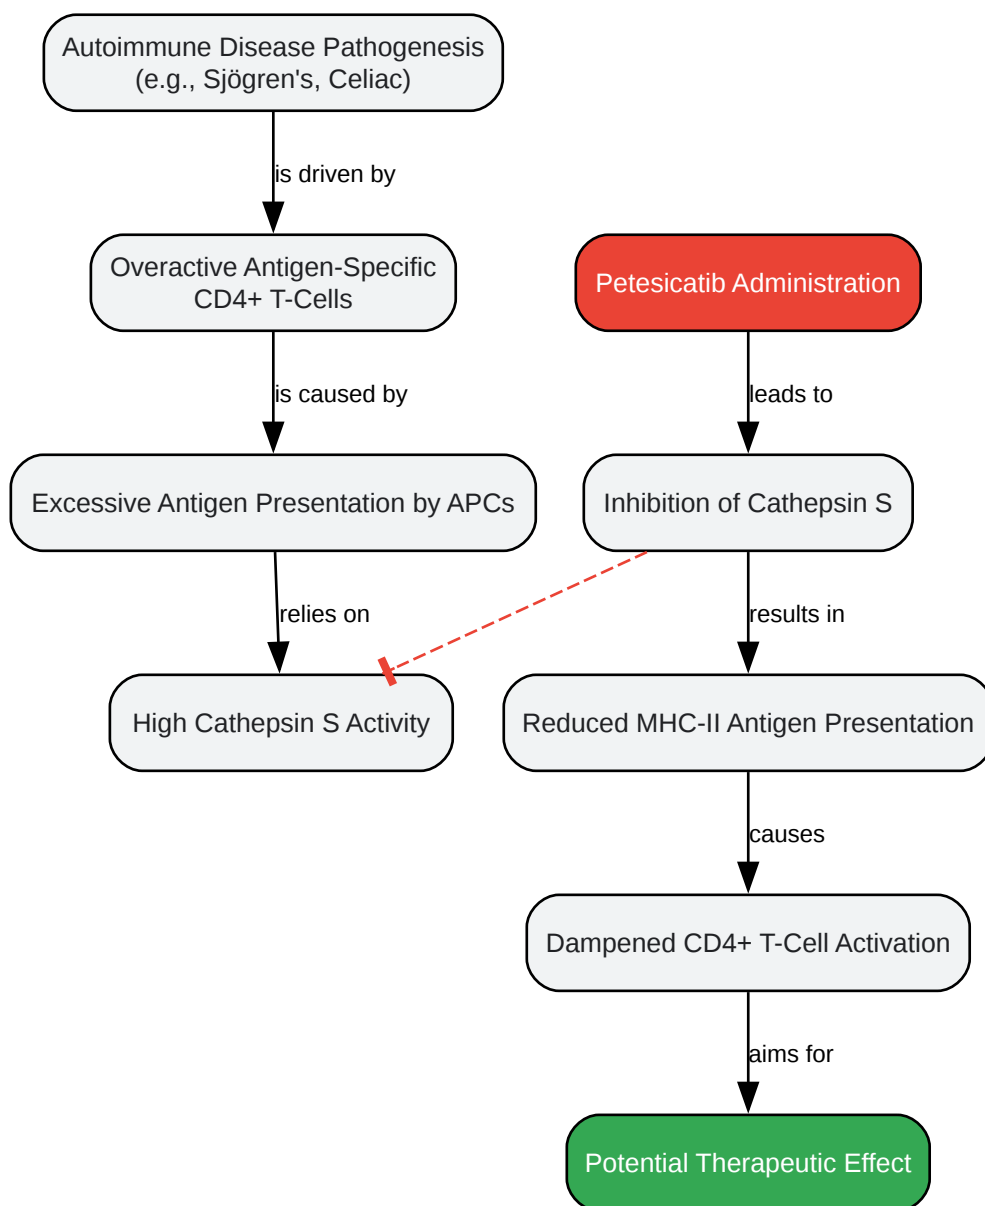 Autoimmune Disease Pathogenesis
(e.g., Sjögren's, Celiac)
is driven by
Overactive Antigen-Specific
CD4+ T-Cells
Petesicatib Administration
is caused by
leads to
Excessive Antigen Presentation by APCs
Inhibition of Cathepsin S
relies on
results in
High Cathepsin S Activity
Reduced MHC-II Antigen Presentation
causes
Dampened CD4+ T-Cell Activation
aims for
Potential Therapeutic Effect